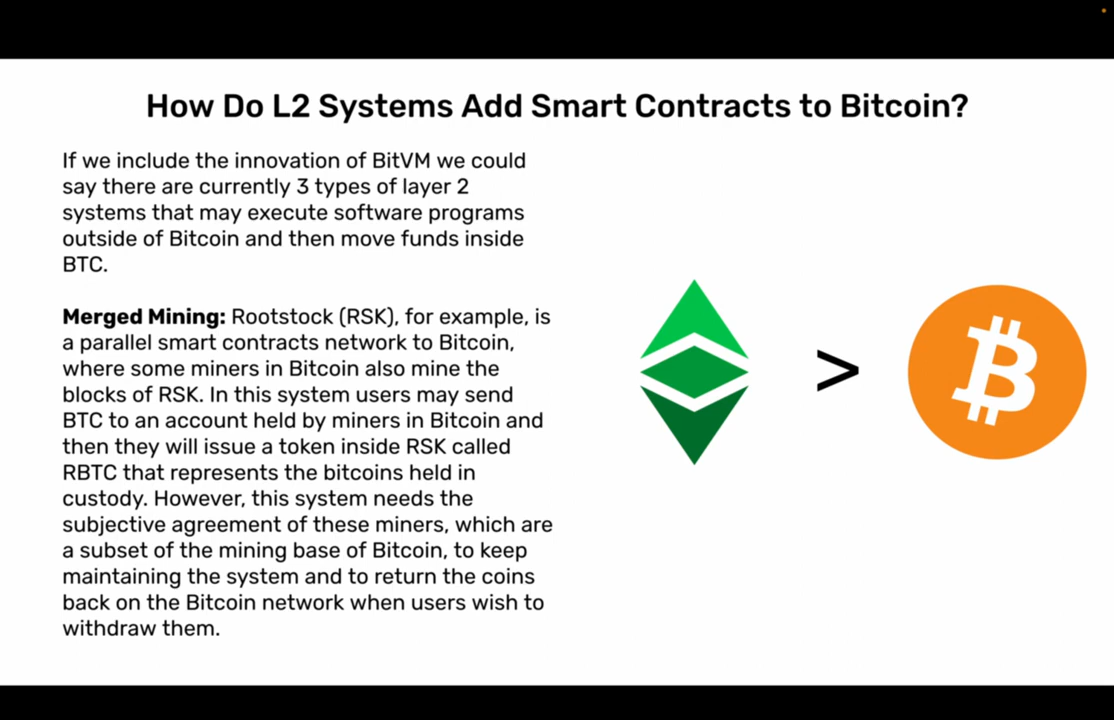 How Do L2 Systems Add Smart Contracts to Bitcoin?
If we include the innovation of BitVM we could
say there are currently 3 types of layer 2
systems that may execute software programs
outside of Bitcoin and then move funds inside
BTC.
Merged Mining: Rootstock (RSK), for example, is
a parallel smart contracts network to Bitcoin,
where some miners in Bitcoin also mine the
blocks of RSK. In this system users may send
BTC to an account held by miners in Bitcoin and
then they will issue a token inside RSK called
RBTC that represents the bitcoins held in
custody. However, this system needs the
subjective agreement of these miners, which are
a subset of the mining base of Bitcoin, to keep
maintaining the system and to return the coins
back on the Bitcoin network when users wish to
withdraw them.
>